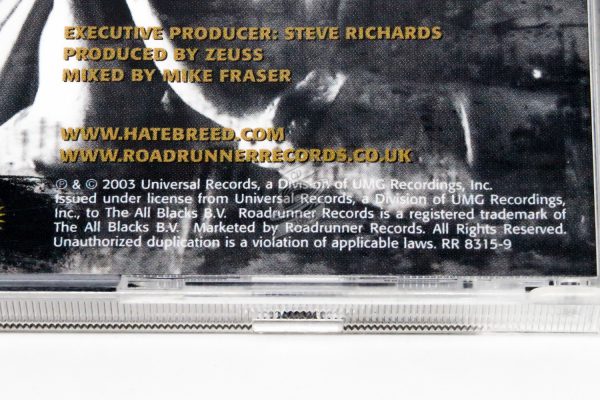 EXECUTIVE PRODUCER: STEVE RICHARDS
PRODUCED BY ZEUSS
MIXED BY MIKE FRASER
WWW.HATEBREED.COM
WWW.ROADRUNNERRECORDS.CO.UK
℗ & © 2003 Universal Records, a Division of UMG Recordings, Inc.
Issued under license from Universal Records, a Division of UMG Recordings,
Inc., to The All Blacks B.V. Roadrunner Records is a registered trademark of
The All Blacks B.V. Marketed by Roadrunner Records. All Rights Reserved.
Unauthorized duplication is a violation of applicable laws. RR 8315-9